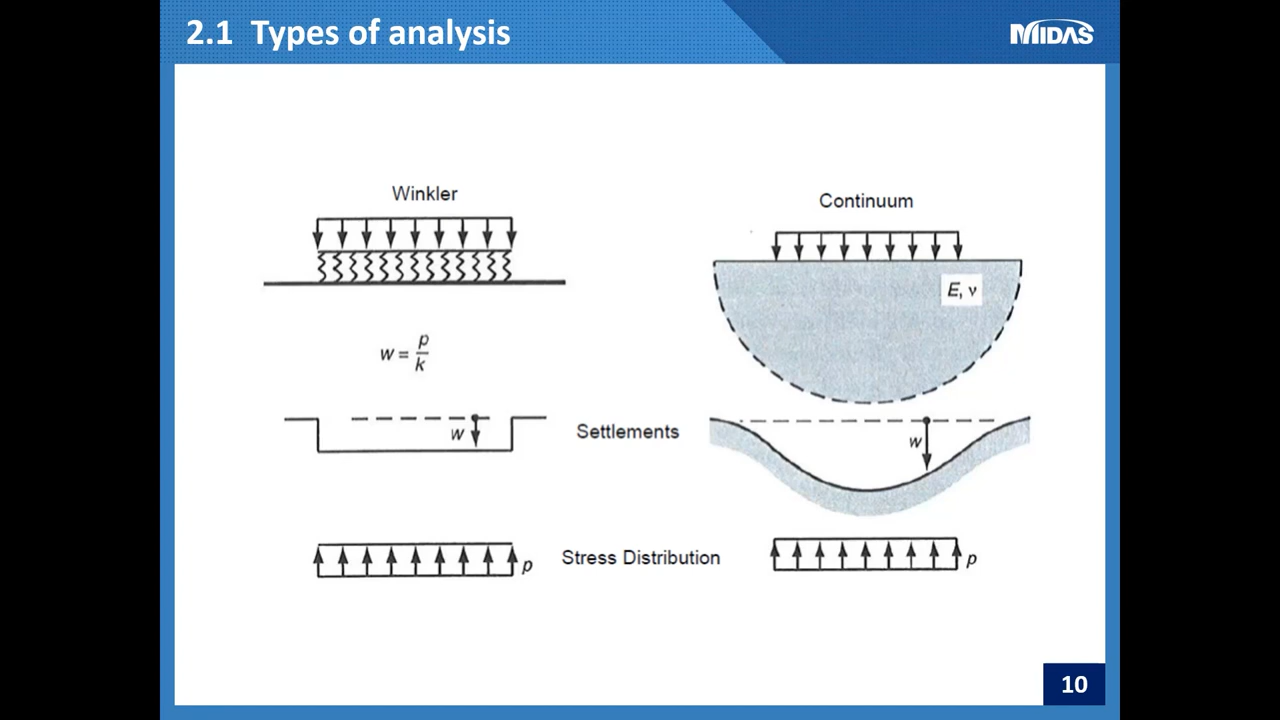 2.1 Types of analysis
MIDAS
Winkler
Continuum
E, ν
w = p/k
w
Settlements
w
p
Stress Distribution
p
10